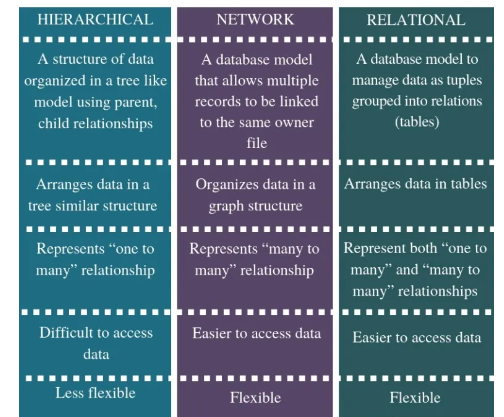 HIERARCHICAL
A structure of data
organized in a tree like
model using parent,
child relationships
Arranges data in a
tree similar structure
Represents “one to
many” relationship
Difficult to access
data
Less flexible
NETWORK
A database model
that allows multiple
records to be linked
to the same owner
file
Organizes data in a
graph structure
Represents “many to
many” relationship
Easier to access data
Flexible
RELATIONAL
A database model to
manage data as tuples
grouped into relations
(tables)
Arranges data in tables
Represent both “one to
many” and “many to
many” relationships
Easier to access data
Flexible